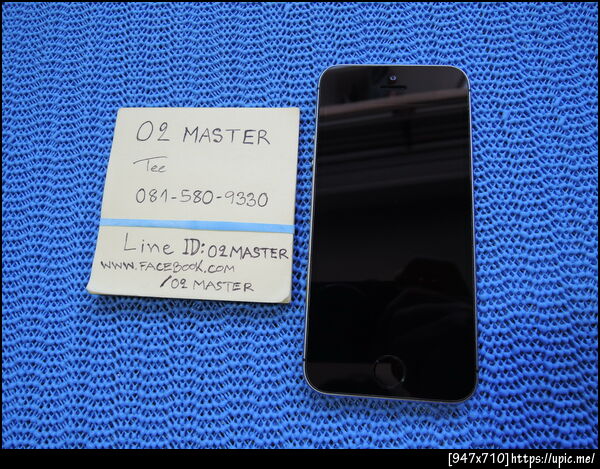 O2 MASTER
Tee
081-580-9330
Line ID: O2MASTER
WWW.FACEBOOK.COM
/O2 MASTER
[947x710]https://upic.me/